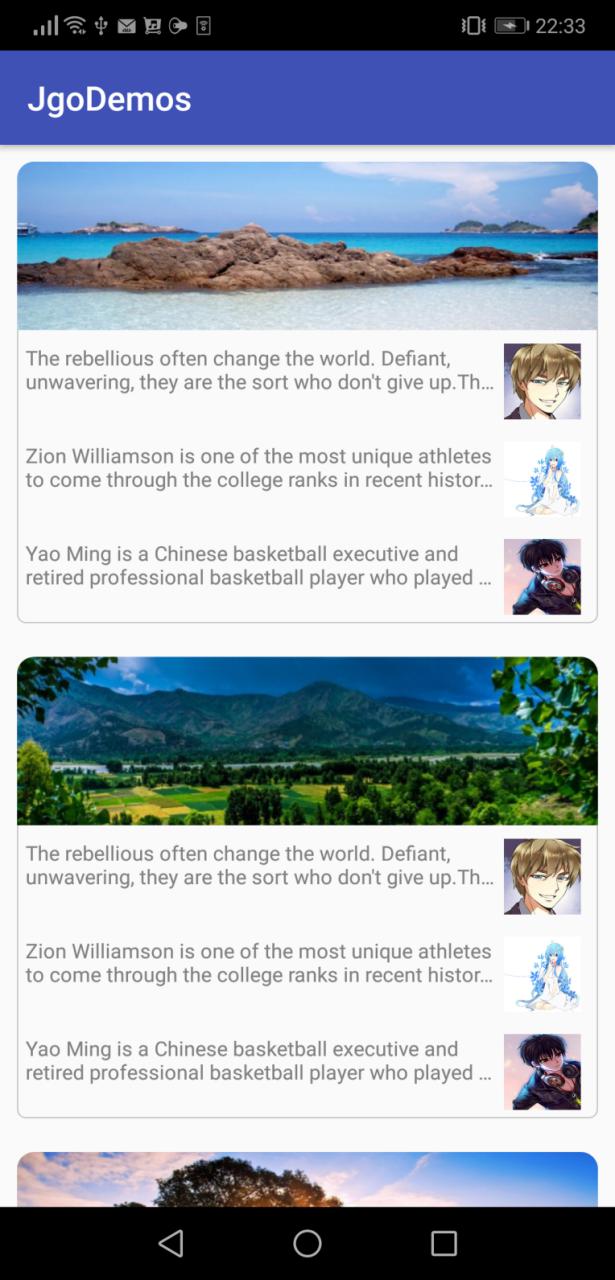 22:33
JgoDemos
The rebellious often change the world. Defiant,
unwavering, they are the sort who don't give up.Th…
Zion Williamson is one of the most unique athletes
to come through the college ranks in recent histor…
Yao Ming is a Chinese basketball executive and
retired professional basketball player who played …
The rebellious often change the world. Defiant,
unwavering, they are the sort who don't give up.Th…
Zion Williamson is one of the most unique athletes
to come through the college ranks in recent histor…
Yao Ming is a Chinese basketball executive and
retired professional basketball player who played …